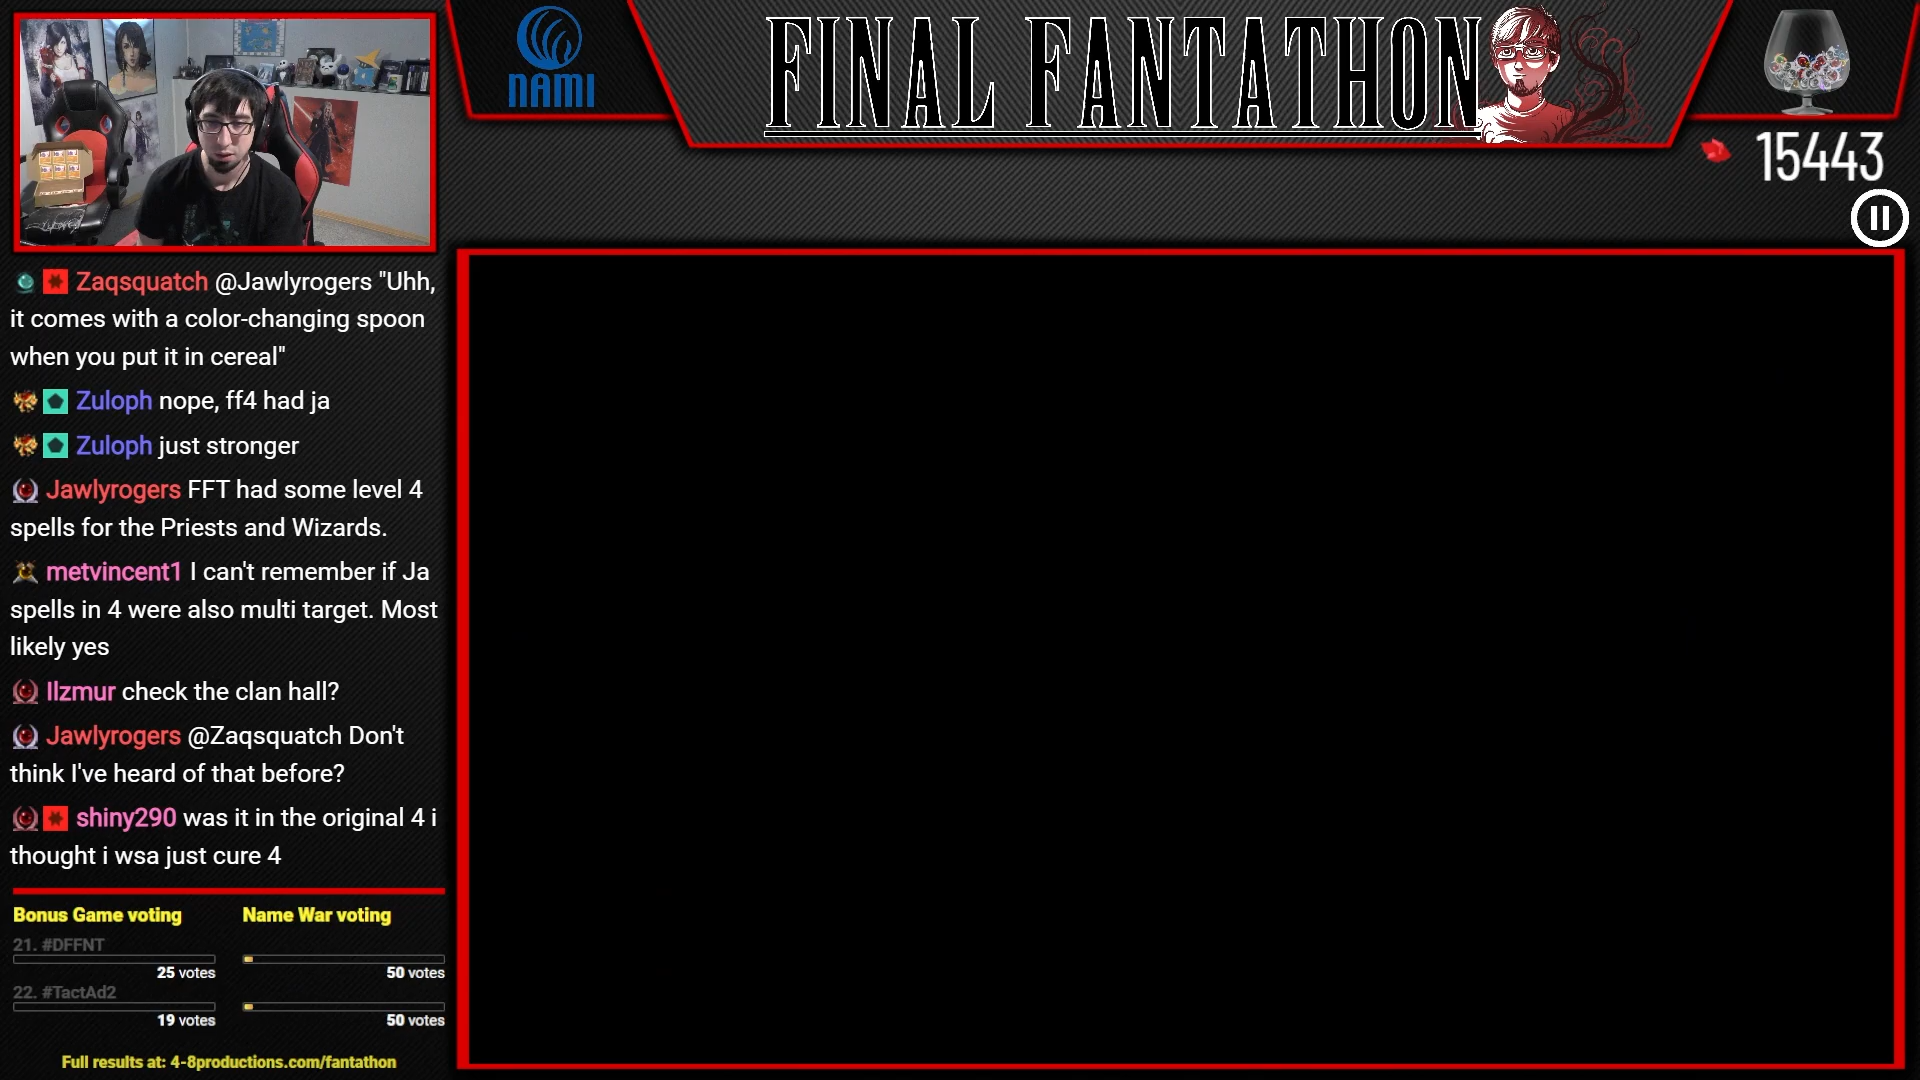 NAMI
FINAL FANTATHON
15443
Zaqsquatch @Jawlyrogers "Uhh,
it comes with a color-changing spoon
when you put it in cereal"
Zuloph nope, ff4 had ja
Zuloph just stronger
Jawlyrogers FFT had some level 4
spells for the Priests and Wizards.
metvincent1 I can't remember if Ja
spells in 4 were also multi target. Most
likely yes
Ilzmur check the clan hall?
Jawlyrogers @Zaqsquatch Don't
think I've heard of that before?
shiny290 was it in the original 4 i
thought i wsa just cure 4
Bonus Game voting
Name War voting
21. #DFFNT
25 votes
50 votes
22. #TactAd2
19 votes
50 votes
Full results at: 4-8productions.com/fantathon